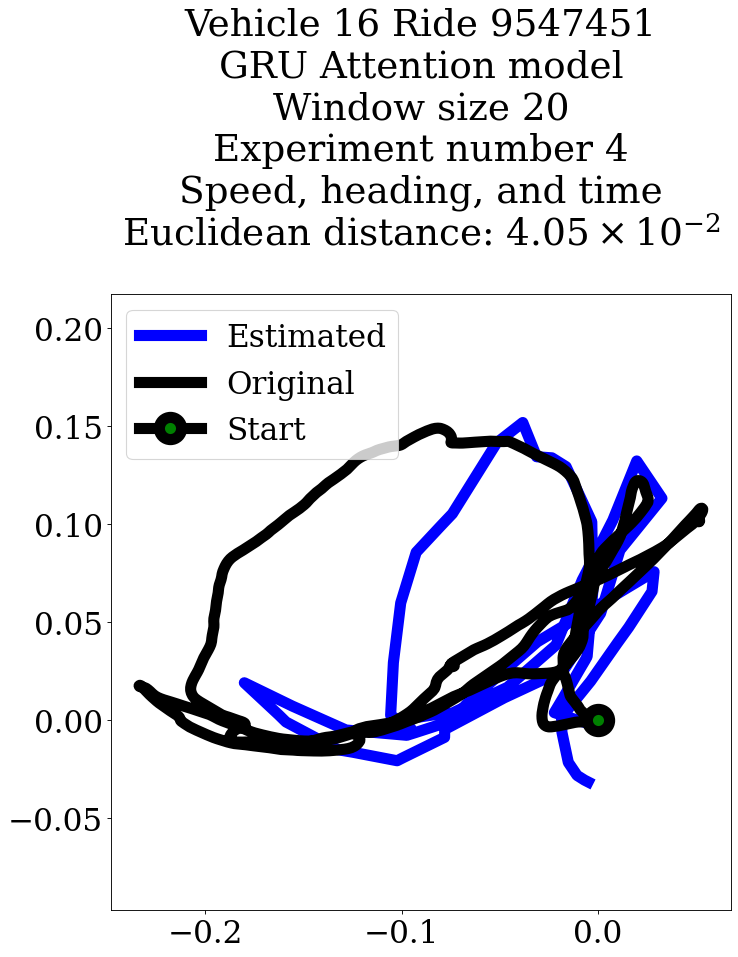 Vehicle 16 Ride 9547451
GRU Attention model
Window size 20
Experiment number 4
Speed, heading, and time
Euclidean distance: 4.05 × 10⁻²
Estimated
Original
Start
0.20
0.15
0.10
0.05
0.00
−0.05
−0.2
−0.1
0.0